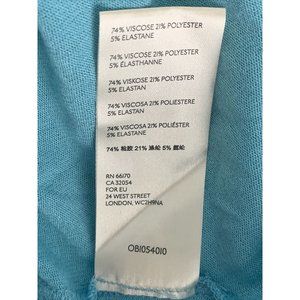 74% VISCOSE 21% POLYESTER
5% ELASTANE
74% VISCOSE 21% POLYESTER
5% ÉLASTHANNE
74% VISKOSE 21% POLYESTER
5% ELASTAN
74% VISCOSA 21% POLIESTERE
5% ELASTAN
74% VISCOSA 21% POLIÉSTER
5% ELASTANE
74% 粘胶 21% 涤纶 5% 氨纶
RN 66170
CA 32054
FOR EU
24 WEST STREET
LONDON, WC2H9NA
OB1054010